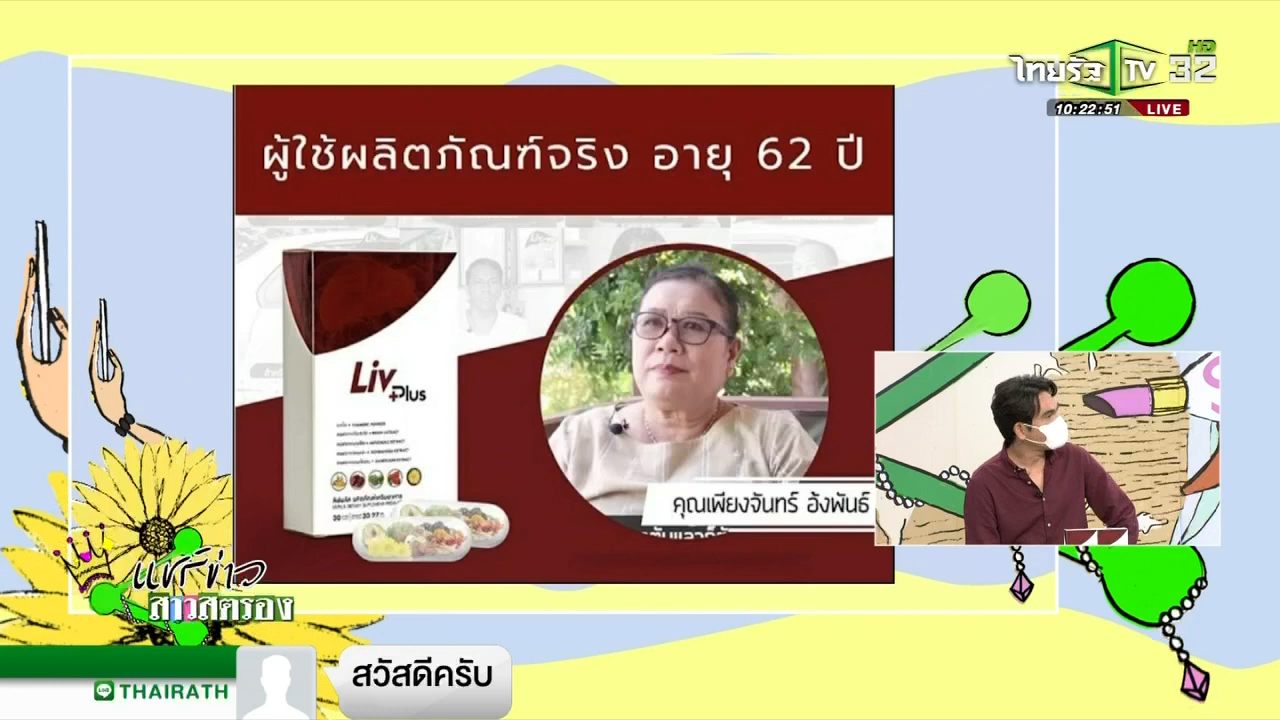 ไทยรัฐ TV HD 32
10:22:51 LIVE
ผู้ใช้ผลิตภัณฑ์จริง อายุ 62 ปี
Liv
+Plus
คุณเพียงจันทร์ อังพันธ์
แชร์ข่าว
สาวสตรอง
LINE THAIRATH
สวัสดีครับ